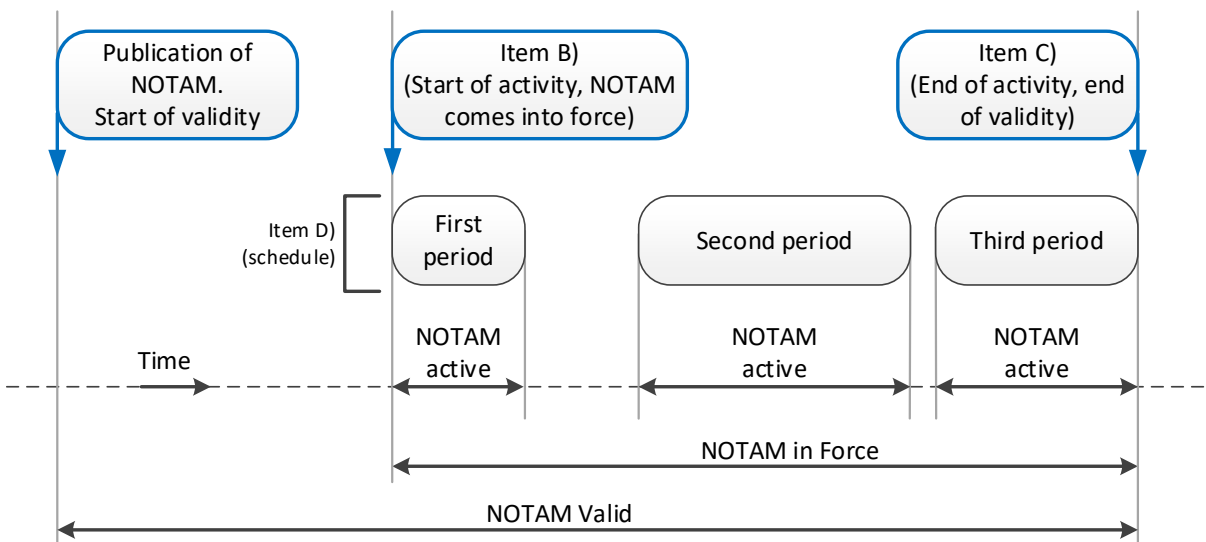 Publication of
NOTAM.
Start of validity
Item B)
(Start of activity, NOTAM
comes into force)
Item C)
(End of activity, end
of validity)
Item D)
(schedule)
First
period
Second period
Third period
Time
NOTAM
active
NOTAM
active
NOTAM
active
NOTAM in Force
NOTAM Valid